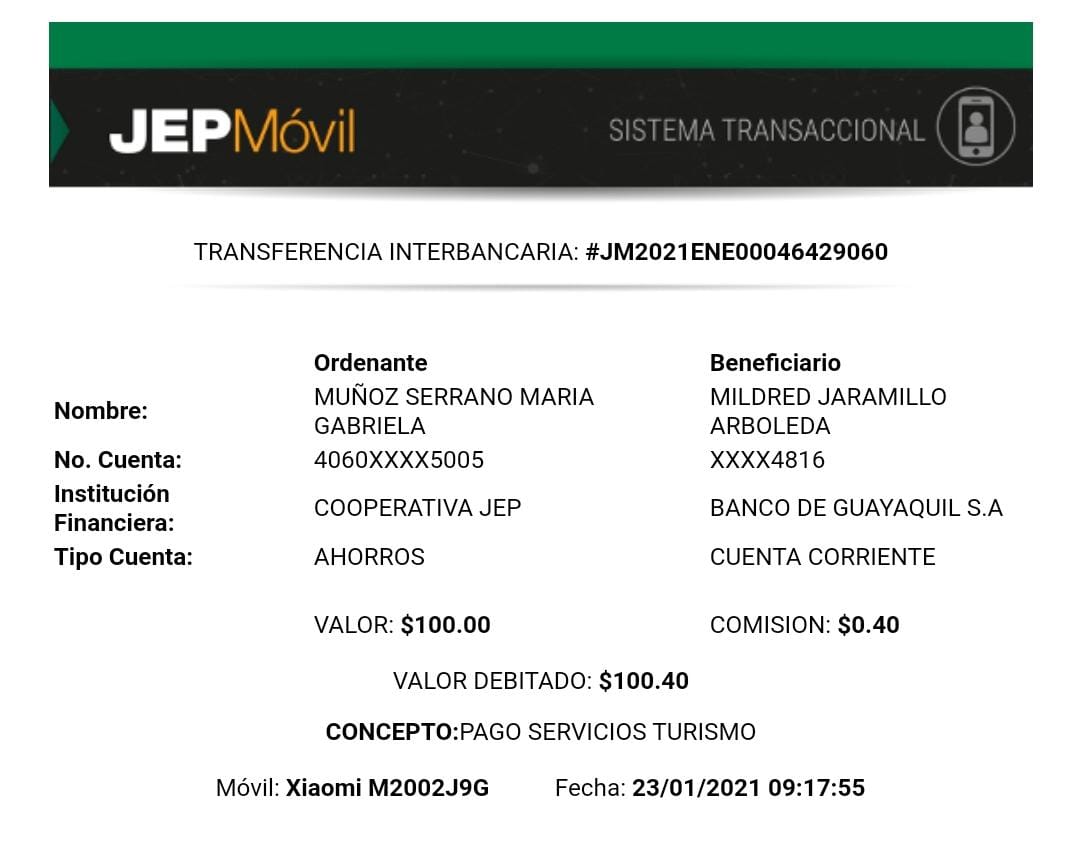 JEPMóvil
SISTEMA TRANSACCIONAL
TRANSFERENCIA INTERBANCARIA: #JM2021ENE00046429060
Ordenante Beneficiario
Nombre: MUÑOZ SERRANO MARIA GABRIELA MILDRED JARAMILLO ARBOLEDA
No. Cuenta: 4060XXXX5005 XXXX4816
Institución Financiera: COOPERATIVA JEP BANCO DE GUAYAQUIL S.A
Tipo Cuenta: AHORROS CUENTA CORRIENTE
VALOR: $100.00 COMISION: $0.40
VALOR DEBITADO: $100.40
CONCEPTO:PAGO SERVICIOS TURISMO
Móvil: Xiaomi M2002J9G Fecha: 23/01/2021 09:17:55